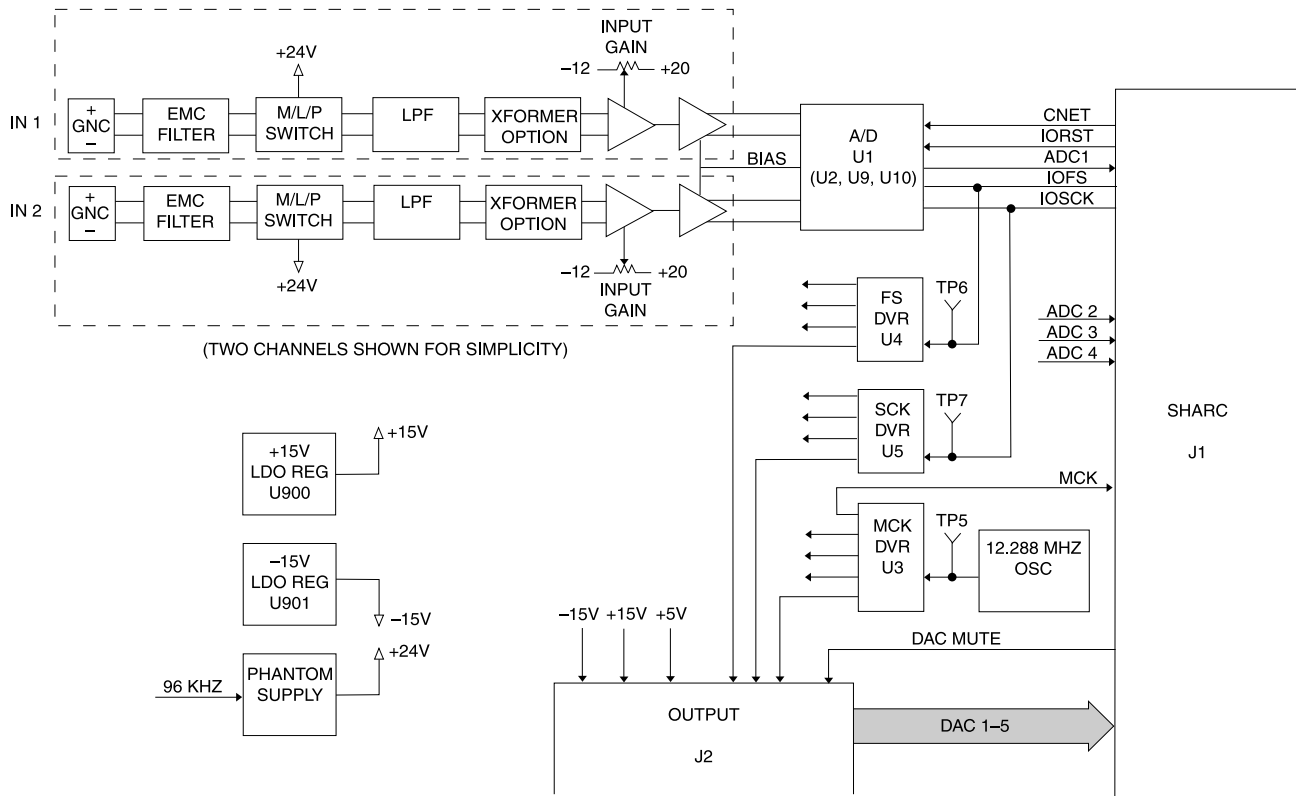 INPUT
GAIN
+24V
–12 +20
IN 1
+
GNC
–
EMC
FILTER
M/L/P
SWITCH
LPF
XFORMER
OPTION
A/D
U1
(U2, U9, U10)
BIAS
CNET
IORST
ADC1
IOFS
IOSCK
IN 2
+
GNC
–
EMC
FILTER
M/L/P
SWITCH
LPF
XFORMER
OPTION
+24V
–12 +20
INPUT
GAIN
(TWO CHANNELS SHOWN FOR SIMPLICITY)
FS
DVR
U4
TP6
ADC 2
ADC 3
ADC 4
SCK
DVR
U5
TP7
SHARC
J1
+15V
LDO REG
U900
+15V
MCK
MCK
DVR
U3
TP5
12.288 MHZ
OSC
–15V
LDO REG
U901
–15V
–15V +15V +5V
DAC MUTE
+24V
96 KHZ
PHANTOM
SUPPLY
OUTPUT
J2
DAC 1–5